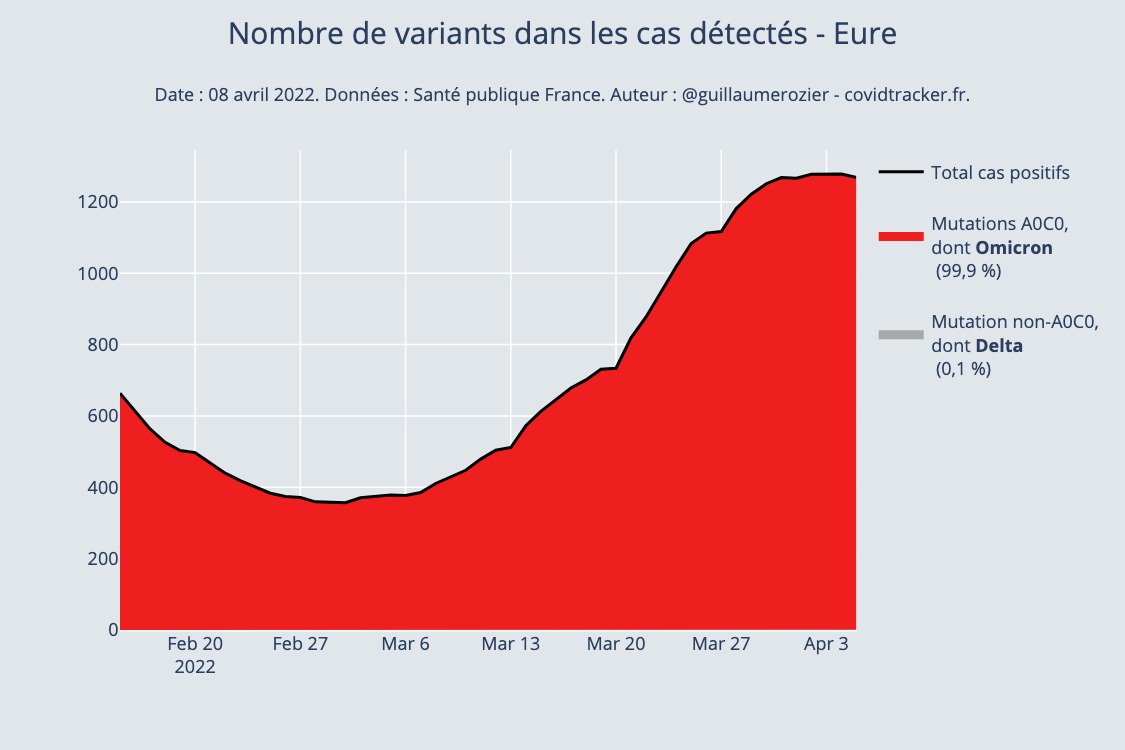 Nombre de variants dans les cas détectés - Eure
Date : 08 avril 2022. Données : Santé publique France. Auteur : @guillaumerozier - covidtracker.fr.
Total cas positifs
Mutations A0C0,
dont Omicron
(99,9 %)
Mutation non-A0C0,
dont Delta
(0,1 %)
1200
1000
800
600
400
200
0
Feb 20 Feb 27 Mar 6 Mar 13 Mar 20 Mar 27 Apr 3
2022